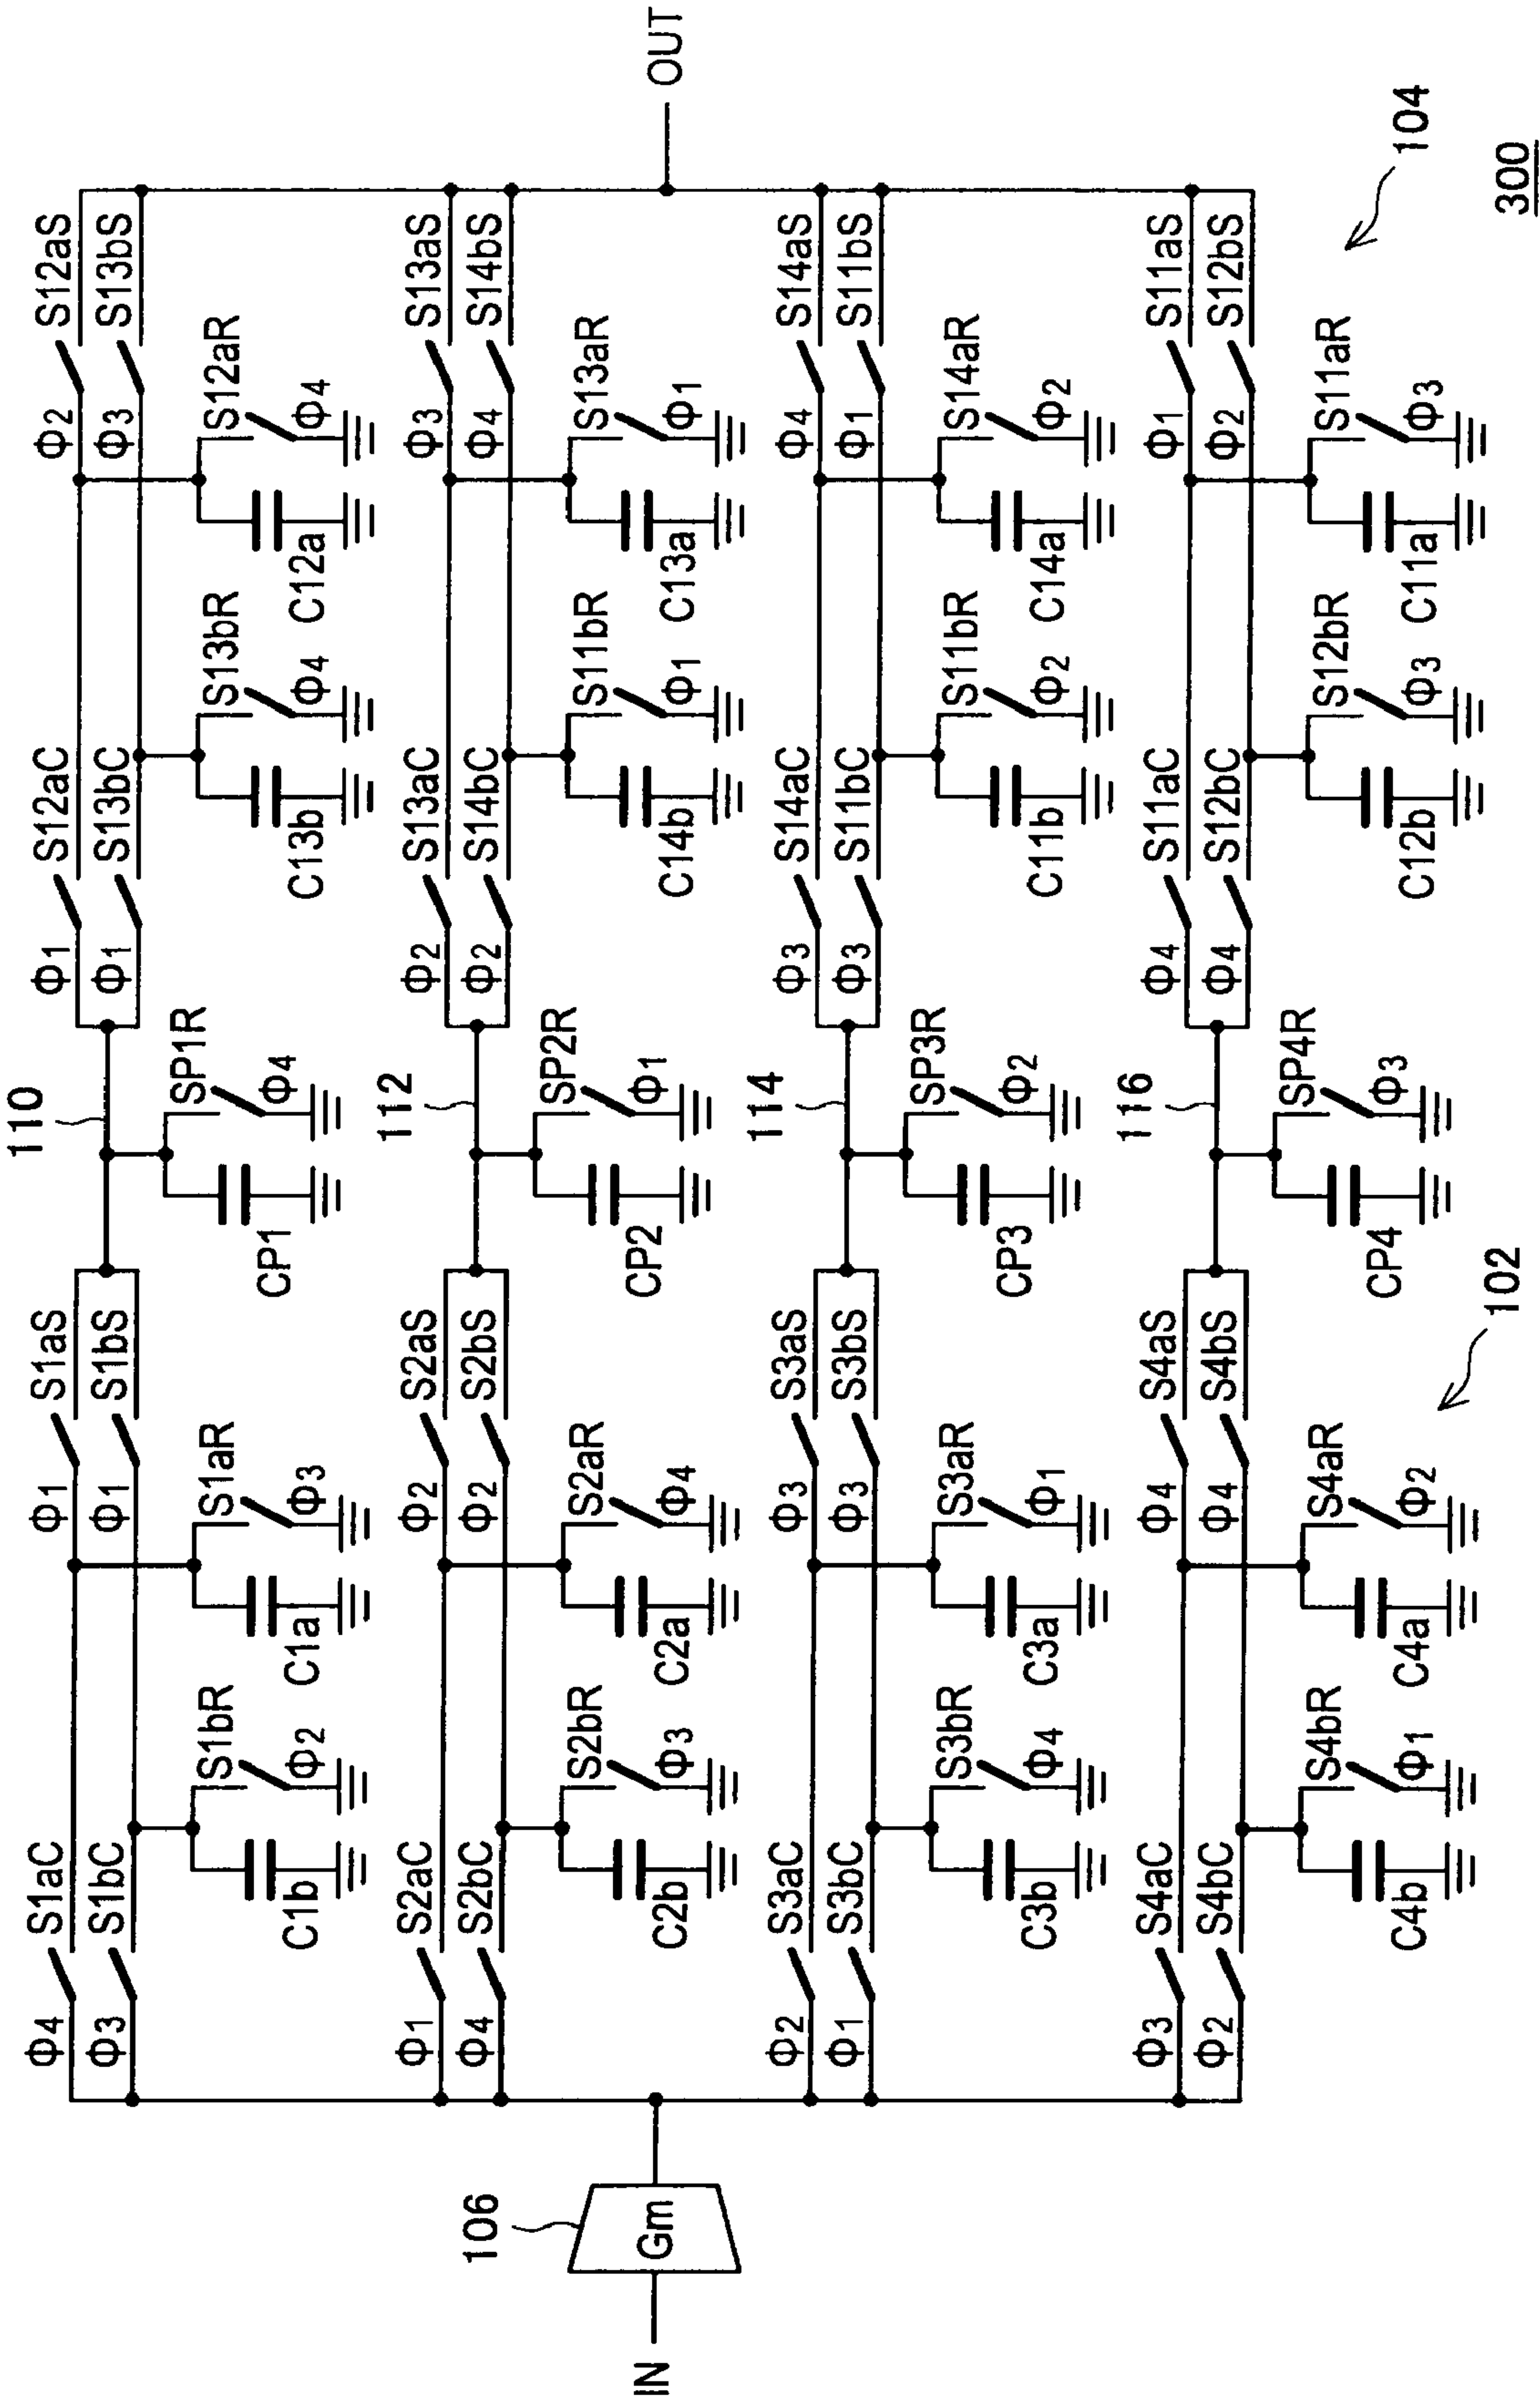 110
Φ4 S1aC Φ1 S1aS Φ1 S12aC Φ2 S12aS
Φ3 S1bC Φ1 S1bS Φ1 S13bC Φ3 S13bS
S1bR S1aR SP1R S13bR S12aR
C1b Φ2 C1a Φ3 CP1 Φ4 C13b Φ4 C12a Φ4
112
Φ1 S2aC Φ2 S2aS Φ2 S13aC Φ3 S13aS
106
Φ4 S2bC Φ2 S2bS Φ2 S14bC Φ4 S14bS
S2bR S2aR SP2R S11bR S13aR
IN Gm OUT
C2b Φ3 C2a Φ4 CP2 Φ1 C14b Φ1 C13a Φ1
114
Φ2 S3aC Φ3 S3aS Φ3 S14aC Φ4 S14aS
Φ1 S3bC Φ3 S3bS Φ3 S11bC Φ1 S11bS
S3bR S3aR SP3R S11bR S14aR
C3b Φ4 C3a Φ1 CP3 Φ2 C11b Φ2 C14a Φ2
116
Φ3 S4aC Φ4 S4aS Φ4 S11aC Φ1 S11aS
Φ2 S4bC Φ4 S4bS Φ4 S12bC Φ2 S12bS
S4bR S4aR SP4R S12bR S11aR
C4b Φ1 C4a Φ2 CP4 Φ3 C12b Φ3 C11a Φ3
102 104
300